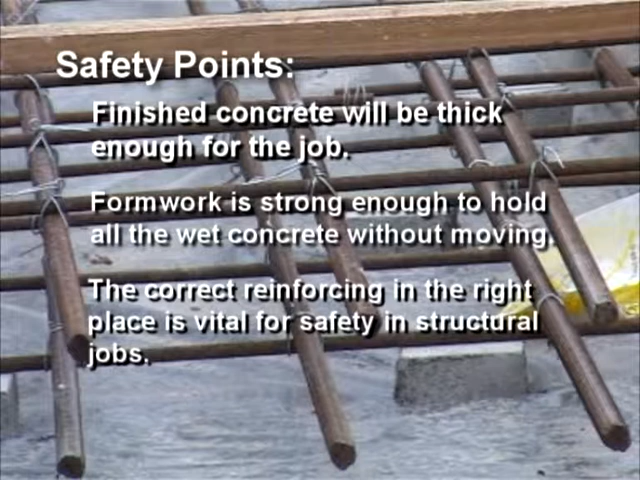 Safety Points:
Finished concrete will be thick
enough for the job.
Formwork is strong enough to hold
all the wet concrete without moving.
The correct reinforcing in the right
place is vital for safety in structural
jobs.